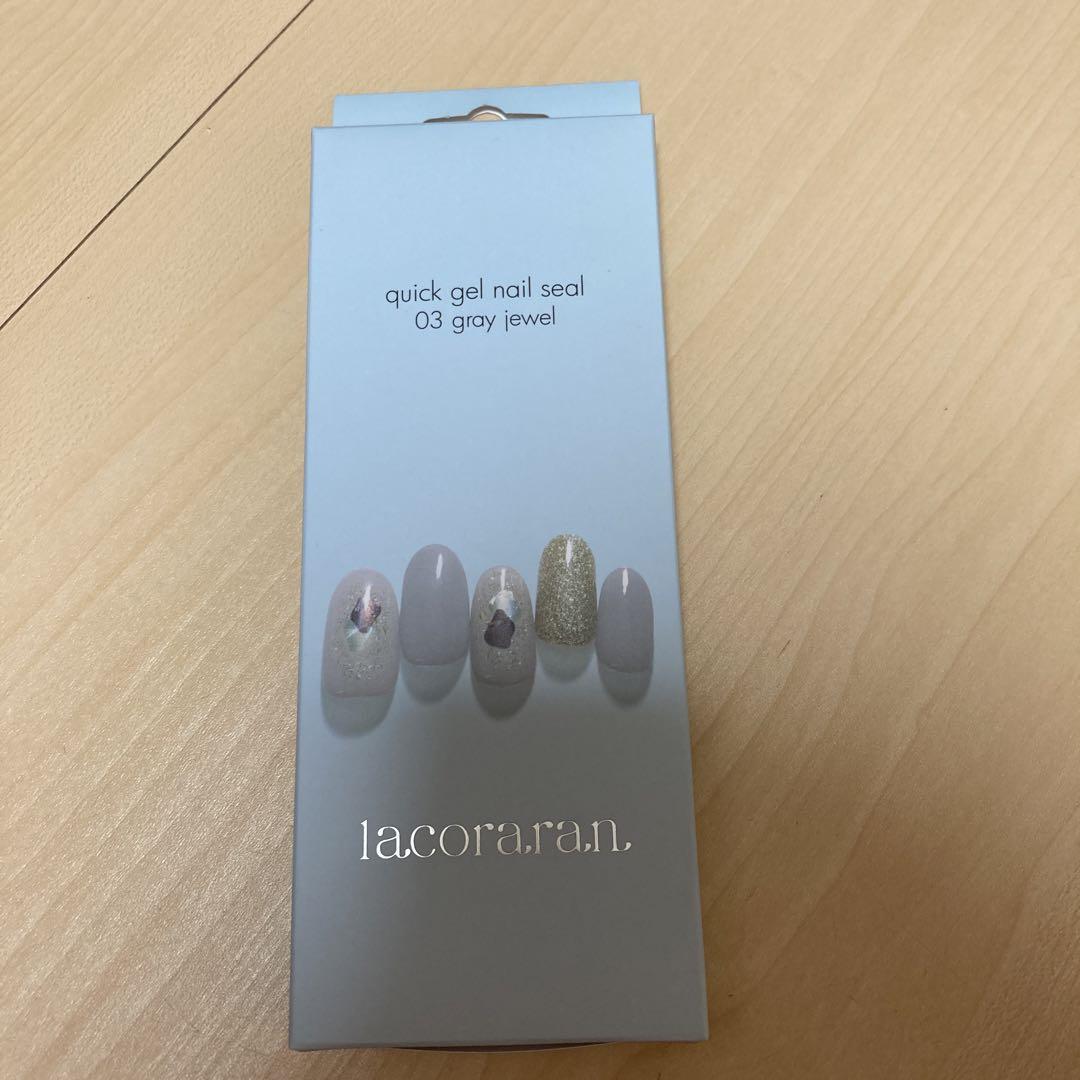 quick gel nail seal
03 gray jewel
lacoraran